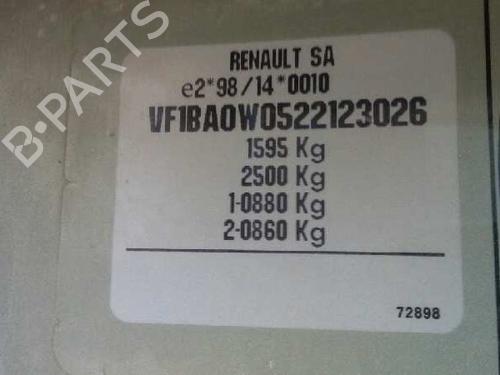 B-PARTS
RENAULT SA
e2*98/14*0010
VF1BA0W0522123026
1595 Kg
2500 Kg
1-0880 Kg
2-0860 Kg
72898